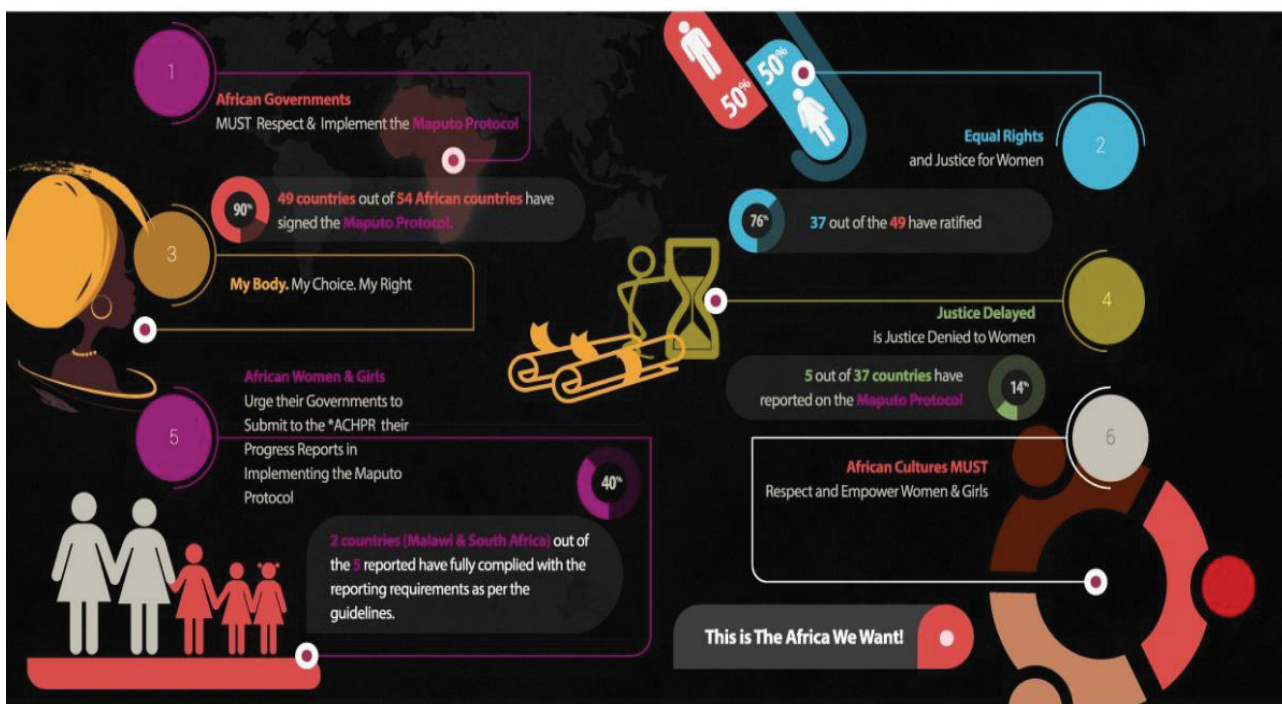 1
African Governments
MUST Respect & Implement the Maputo Protocol
90%
49 countries out of 54 African countries have
signed the Maputo Protocol.
50%
50%
2
Equal Rights
and Justice for Women
76%
37 out of the 49 have ratified
3
My Body. My Choice. My Right
4
Justice Delayed
is Justice Denied to Women
5 out of 37 countries have
reported on the Maputo Protocol
14%
5
African Women & Girls
Urge their Governments to
Submit to the *ACHPR their
Progress Reports in
Implementing the Maputo
Protocol
40%
2 countries (Malawi & South Africa) out of
the 5 reported have fully complied with the
reporting requirements as per the
guidelines.
6
African Cultures MUST
Respect and Empower Women & Girls
This is The Africa We Want!